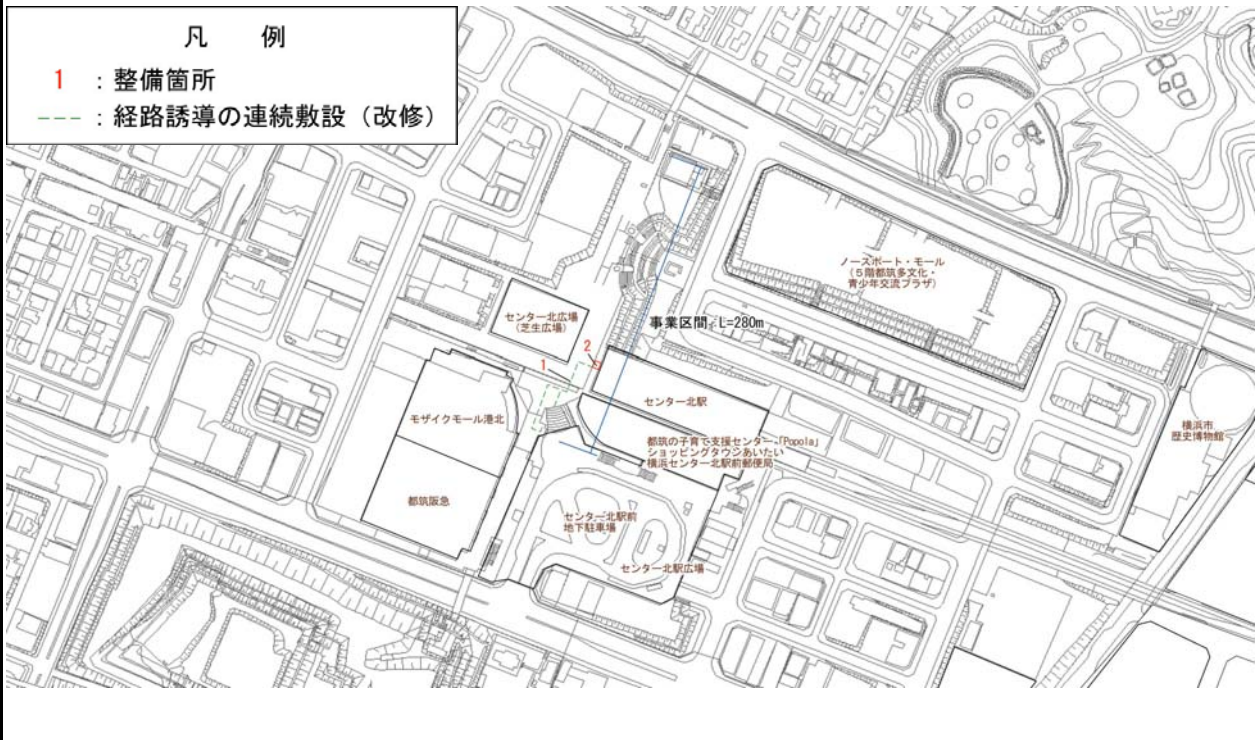 凡 例
1 ：整備箇所
--- ：経路誘導の連続敷設（改修）
ノースポート・モール
（５階都筑多文化・
青少年交流プラザ）
センター北広場
（芝生広場）
事業区間 L=280m
2
1
センター北駅
モザイクモール港北
横浜市
歴史博物館
都筑の子育て支援センター「Popola」
ショッピングタウンあいたい
横浜センター北駅前郵便局
都筑阪急
センター北駅前
地下駐車場
センター北駅広場